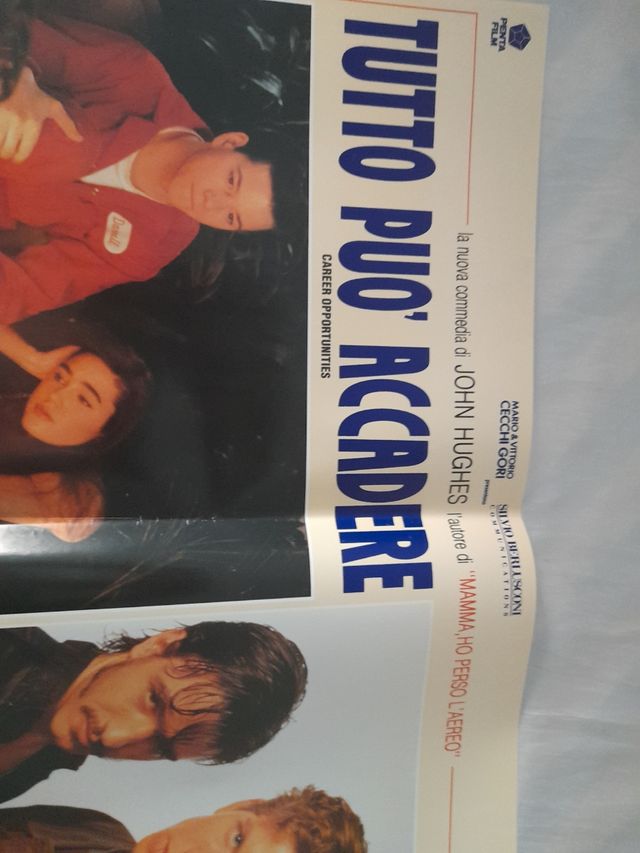 PENTA
FILM
MARIO & VITTORIO
CECCHI GORI
SILVIO BERLUSCONI
COMMUNICATIONS
presentano
la nuova commedia di JOHN HUGHES l'autore di "MAMMA, HO PERSO L'AEREO"
TUTTO PUO' ACCADERE
CAREER OPPORTUNITIES